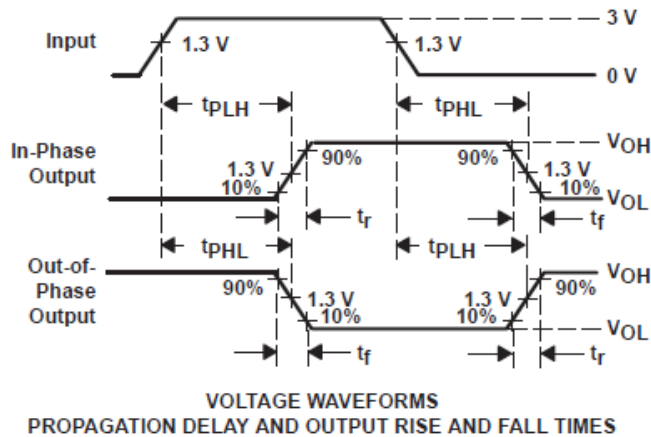 3 V
Input
1.3 V
1.3 V
0 V
tPLH
tPHL
In-Phase
Output
VOH
90%
90%
1.3 V
1.3 V
10%
10%
VOL
tr
tf
tPHL
tPLH
Out-of-
Phase
Output
VOH
90%
90%
1.3 V
1.3 V
10%
10%
VOL
tf
tr
VOLTAGE WAVEFORMS
PROPAGATION DELAY AND OUTPUT RISE AND FALL TIMES